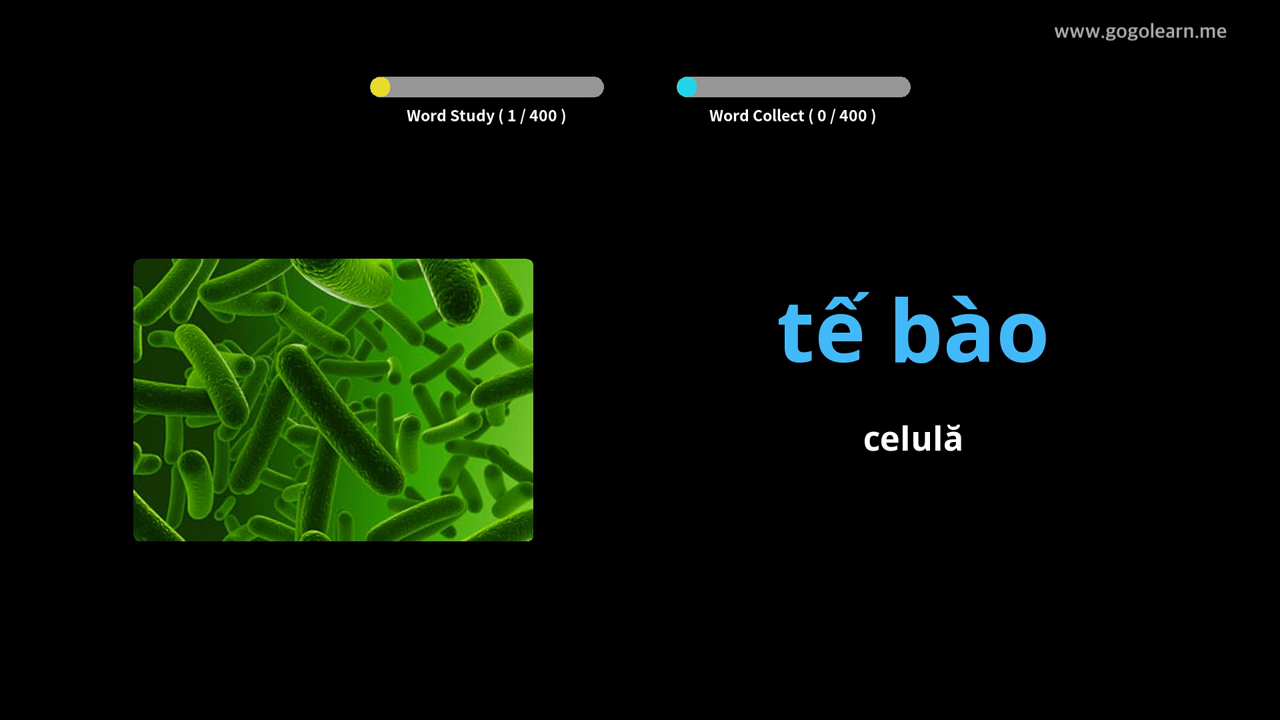 www.gogolearn.me
Word Study ( 1 / 400 )
Word Collect ( 0 / 400 )
tế bào
celulă